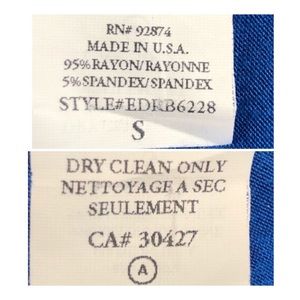 RN# 92874
MADE IN U.S.A.
95% RAYON/RAYONNE
5% SPANDEX/SPANDEX
STYLE#EDRB6228
S
DRY CLEAN ONLY
NETTOYAGE A SEC
SEULEMENT
CA# 30427
A